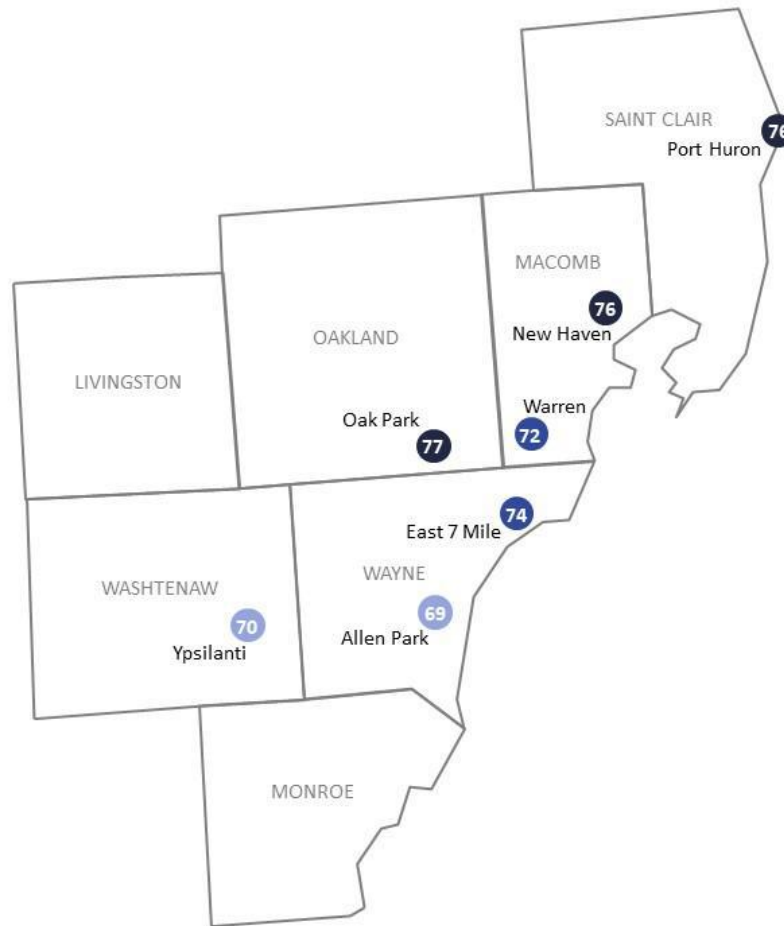 SAINT CLAIR
76
Port Huron
MACOMB
76
New Haven
OAKLAND
LIVINGSTON
Warren
72
Oak Park
77
74
East 7 Mile
WAYNE
WASHTENAW
69
Allen Park
70
Ypsilanti
MONROE